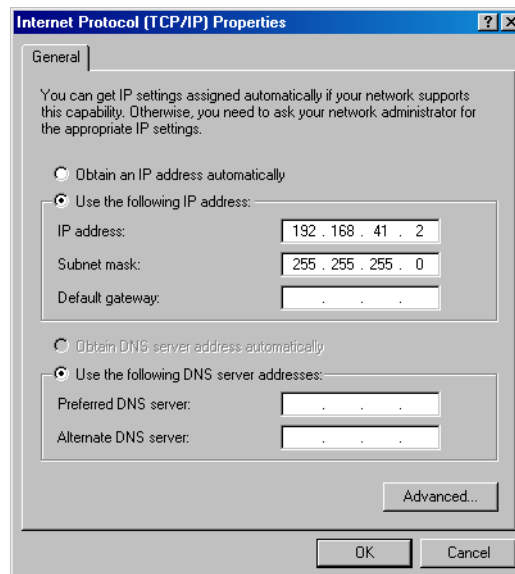 Internet Protocol (TCP/IP) Properties
General
You can get IP settings assigned automatically if your network supports
this capability. Otherwise, you need to ask your network administrator for
the appropriate IP settings.
Obtain an IP address automatically
Use the following IP address:
IP address: 192 . 168 . 41 . 2
Subnet mask: 255 . 255 . 255 . 0
Default gateway: . . .
Obtain DNS server address automatically
Use the following DNS server addresses:
Preferred DNS server: . . .
Alternate DNS server: . . .
Advanced...
OK Cancel